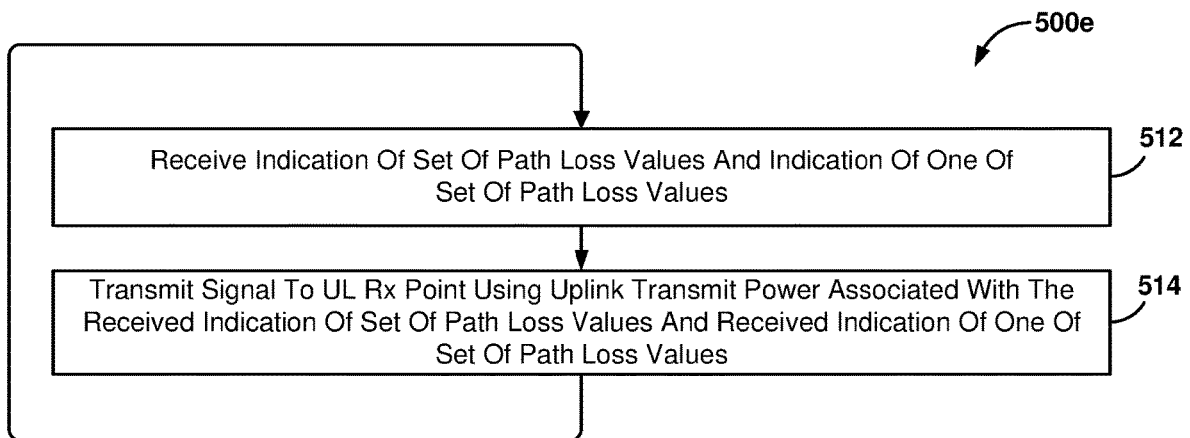 500e
Receive Indication Of Set Of Path Loss Values And Indication Of One Of
Set Of Path Loss Values
512
Transmit Signal To UL Rx Point Using Uplink Transmit Power Associated With The
Received Indication Of Set Of Path Loss Values And Received Indication Of One Of
Set Of Path Loss Values
514